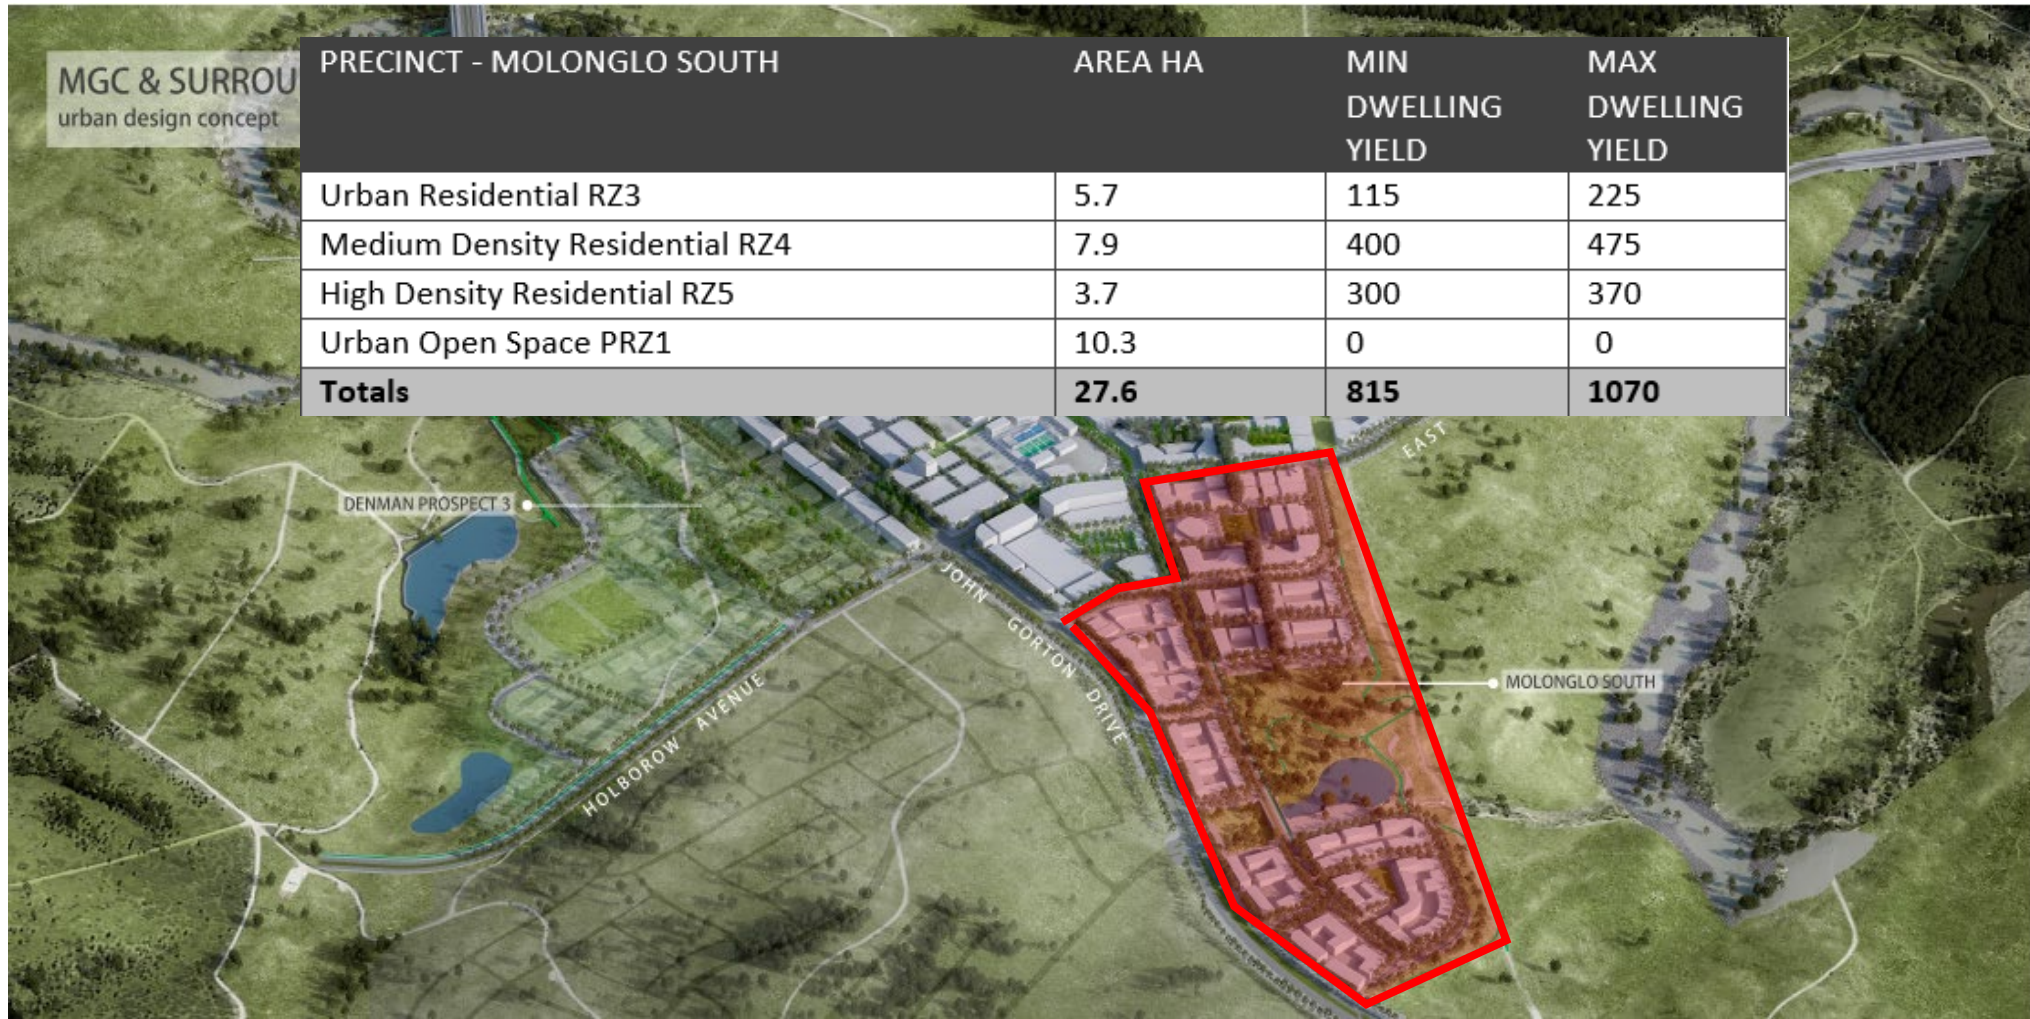 MGC & SURROU
urban design concept
PRECINCT - MOLONGLO SOUTH AREA HA MIN DWELLING YIELD MAX DWELLING YIELD
Urban Residential RZ3 5.7 115 225
Medium Density Residential RZ4 7.9 400 475
High Density Residential RZ5 3.7 300 370
Urban Open Space PRZ1 10.3 0 0
Totals 27.6 815 1070
EAST
DENMAN PROSPECT 3
JOHN GORTON DRIVE
MOLONGLO SOUTH
HOLBOROW AVENUE